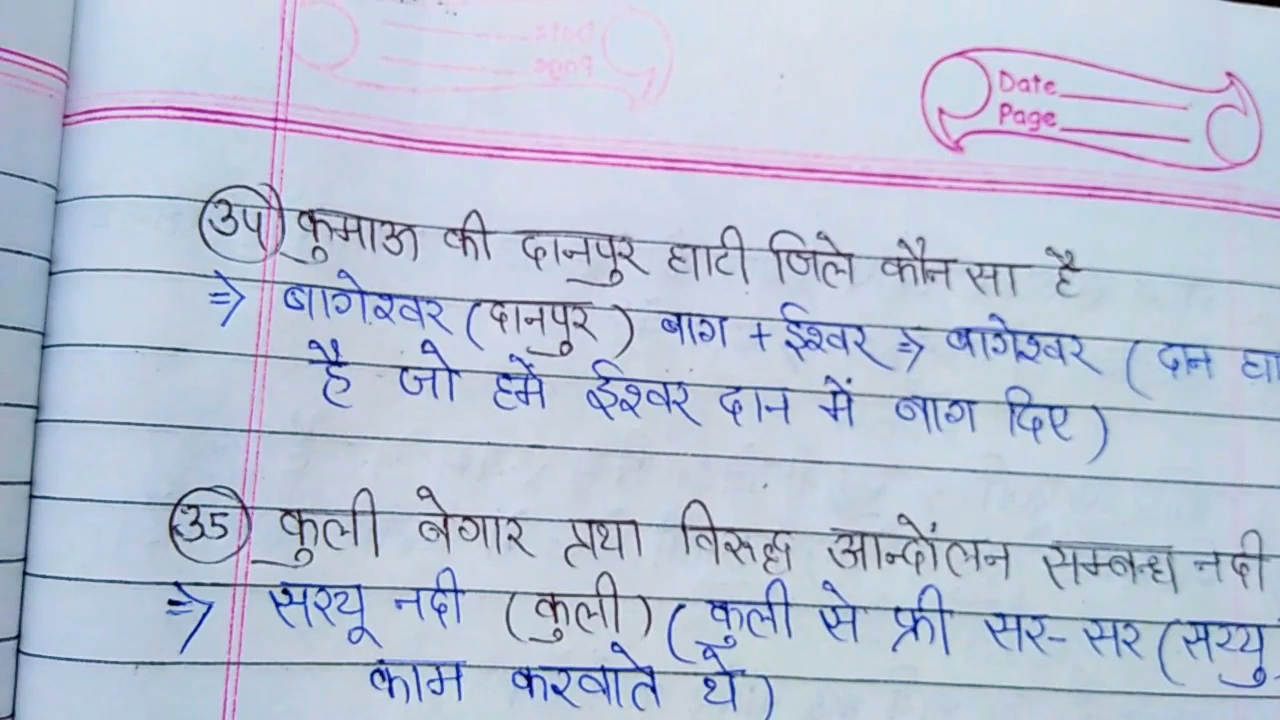 Date
Page
34 कुमाऊ की दानपुर घाटी जिले कौन सा है
⇒ बागेश्वर (दानपुर) बाग + ईश्वर ⇒ बागेश्वर (दान घा
है जो हमें ईश्वर दान में बाग दिए)
35 कुली बेगार प्रथा विरुद्ध आन्दोंलन सम्बन्ध नदी
⇒ सरयू नदी (कुली) (कुली से फ्री सर-सर (सरयु
काम करवाते थे)